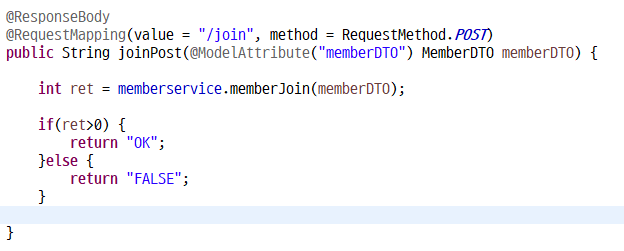 @ResponseBody
@RequestMapping(value = "/join", method = RequestMethod.POST)
public String joinPost(@ModelAttribute("memberDTO") MemberDTO memberDTO) {
int ret = memberservice.memberJoin(memberDTO);
if(ret>0) {
return "OK";
}else {
return "FALSE";
}
}